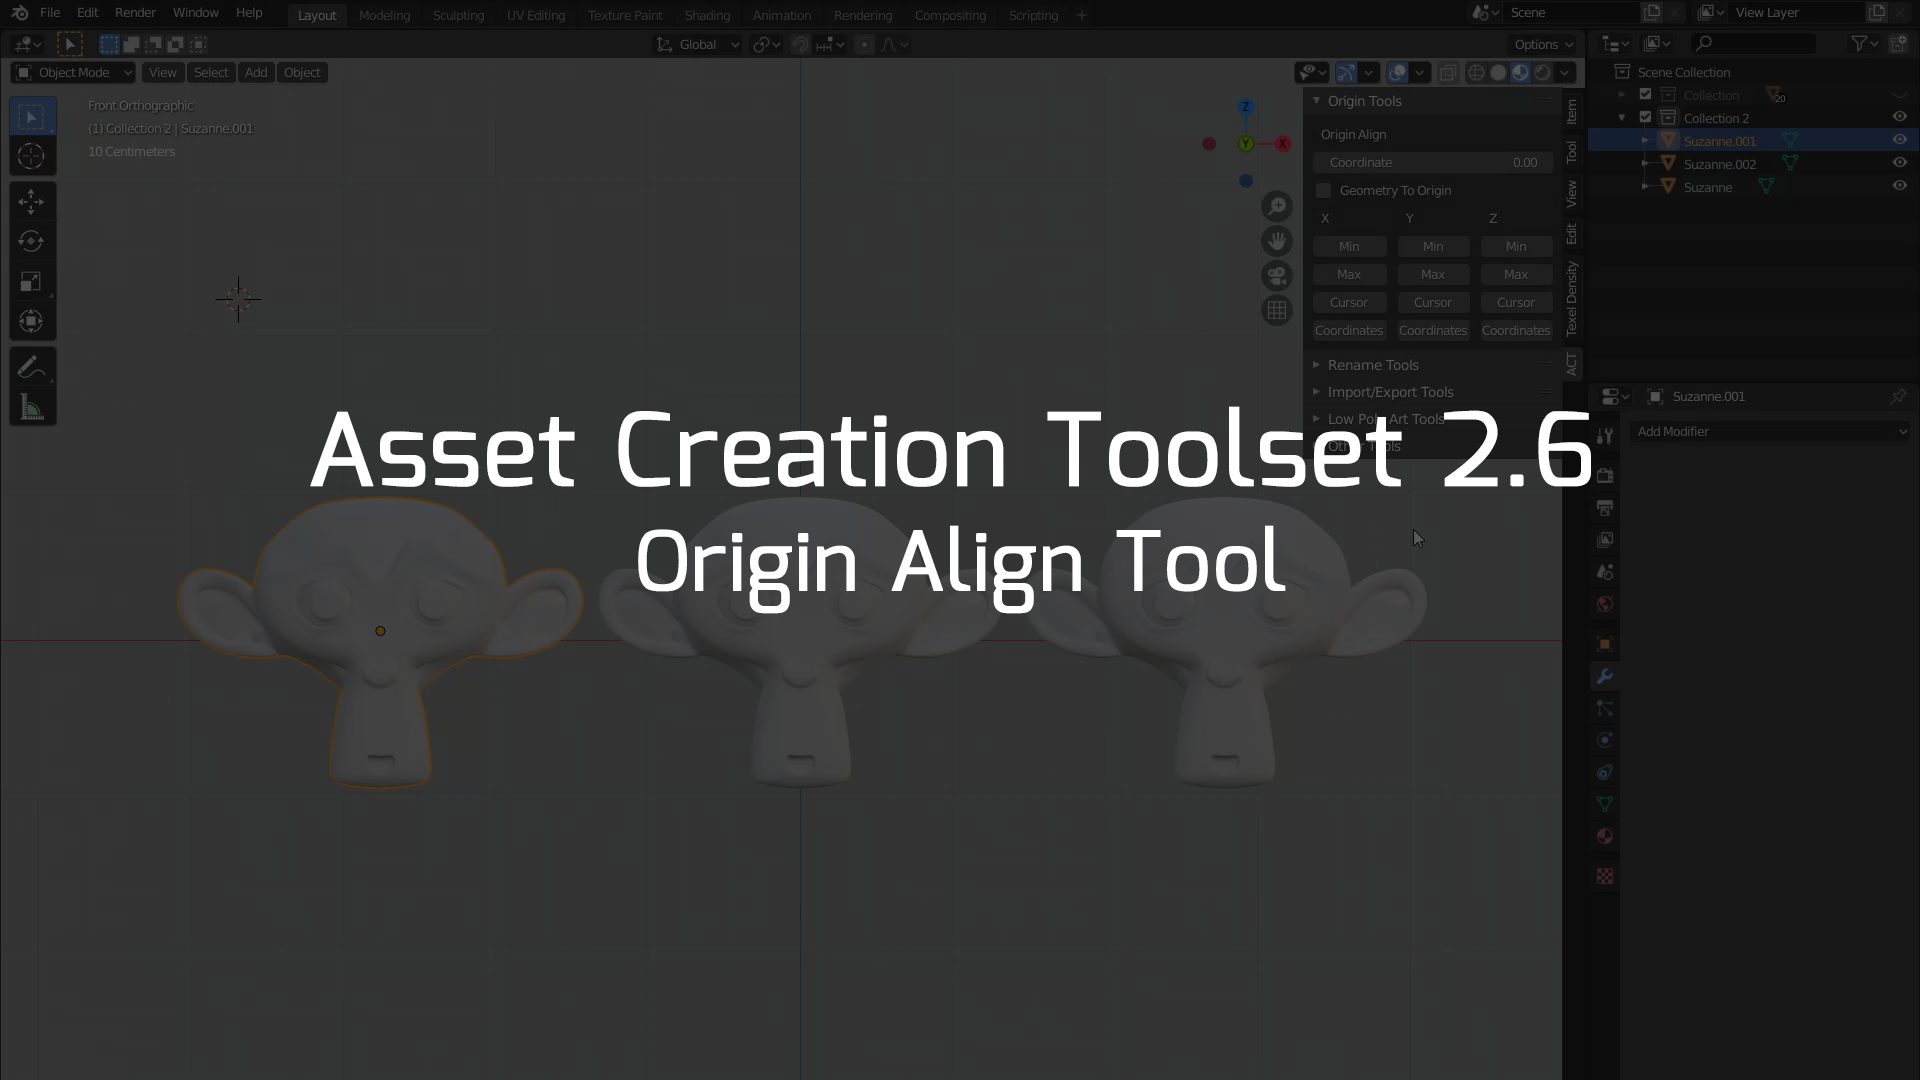 File Edit Render Window Help Layout Modeling Sculpting UV Editing Texture Paint Shading Animation Rendering Compositing Scripting + Scene View Layer
Global Options
Object Mode View Select Add Object
Front Orthographic
(1) Collection 2 | Suzanne.001
10 Centimeters
Z
Y
X
Origin Tools
Origin Align
Coordinate 0.00
Geometry To Origin
X Y Z
Min Min Min
Max Max Max
Cursor Cursor Cursor
Coordinates Coordinates Coordinates
Rename Tools
Import/Export Tools
Low Poly Art Tools
Other Tools
Item
Tool
View
Edit
Texel Density
ACT
Scene Collection
Collection 20
Collection 2
Suzanne.001
Suzanne.002
Suzanne
Suzanne.001
Add Modifier
Asset Creation Toolset 2.6
Origin Align Tool